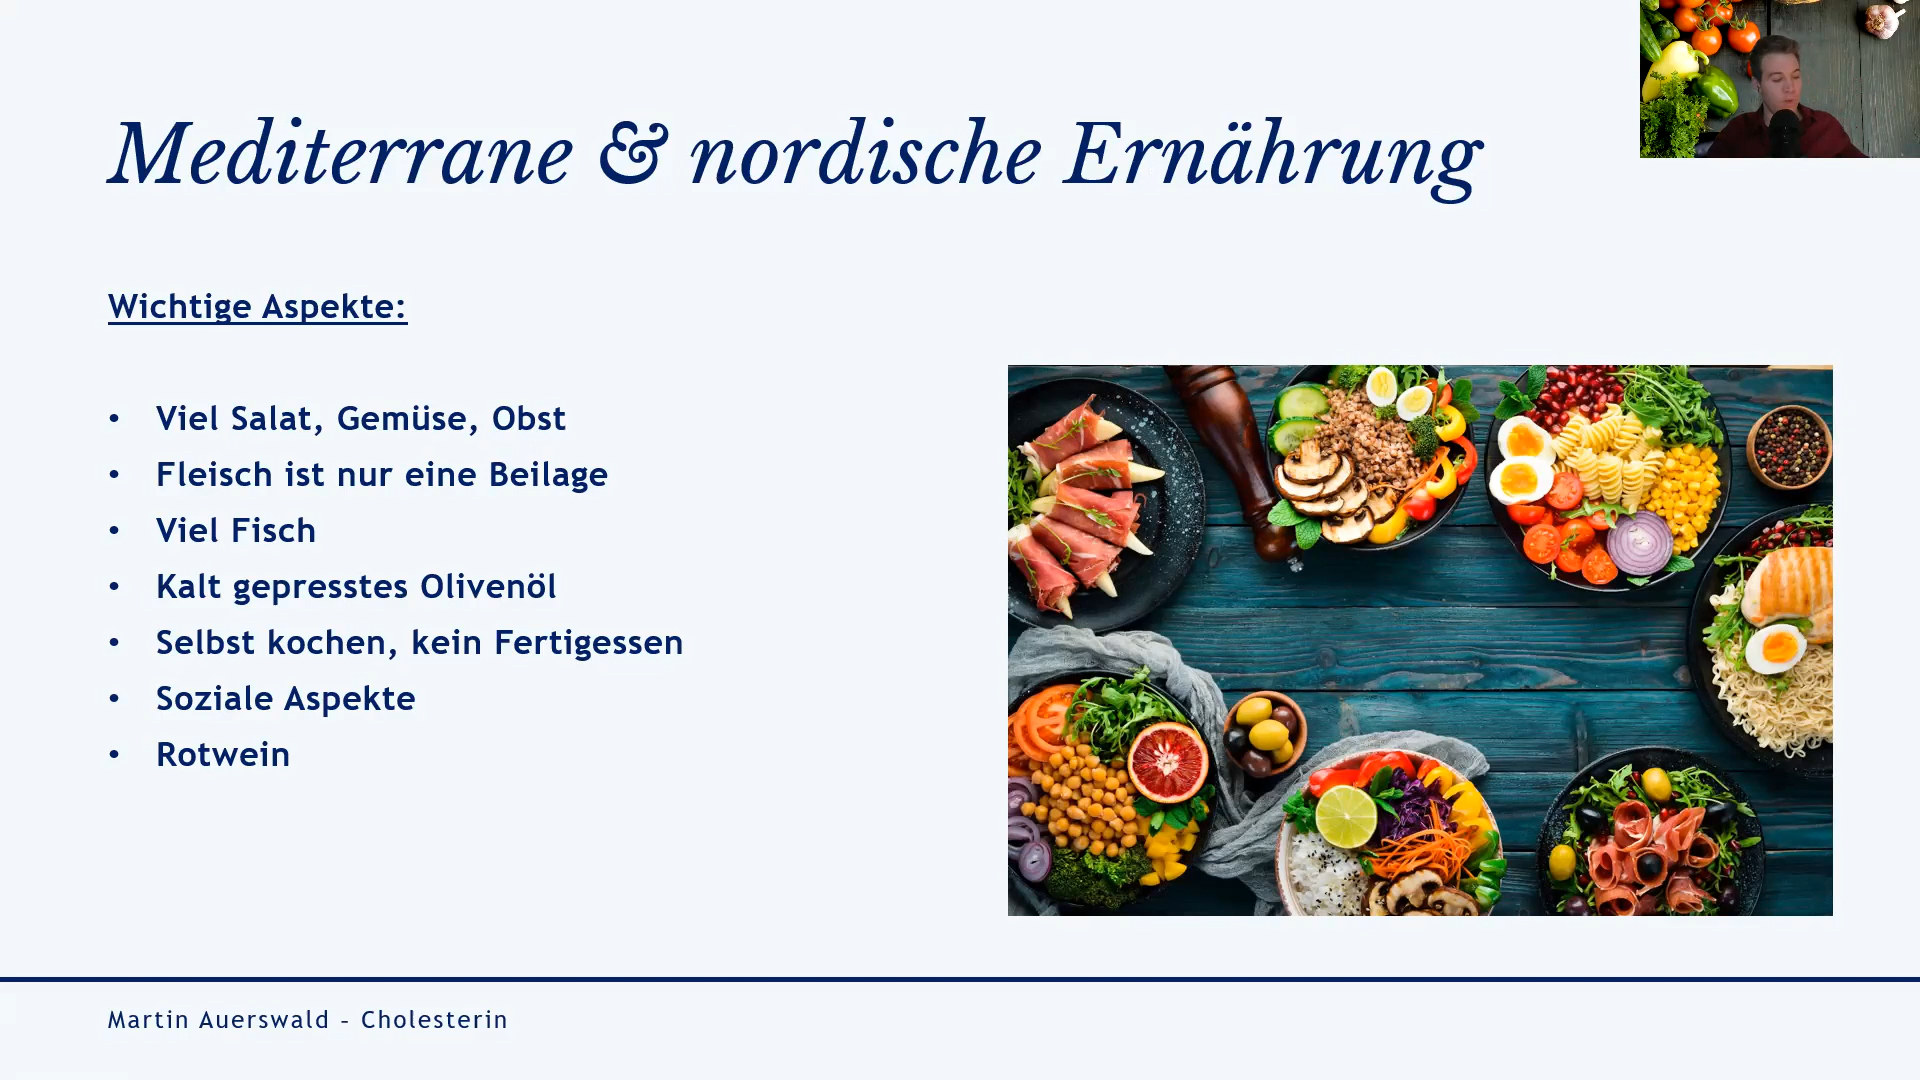 Mediterrane & nordische Ernährung
Wichtige Aspekte:
• Viel Salat, Gemüse, Obst
• Fleisch ist nur eine Beilage
• Viel Fisch
• Kalt gepresstes Olivenöl
• Selbst kochen, kein Fertigessen
• Soziale Aspekte
• Rotwein
Martin Auerswald – Cholesterin